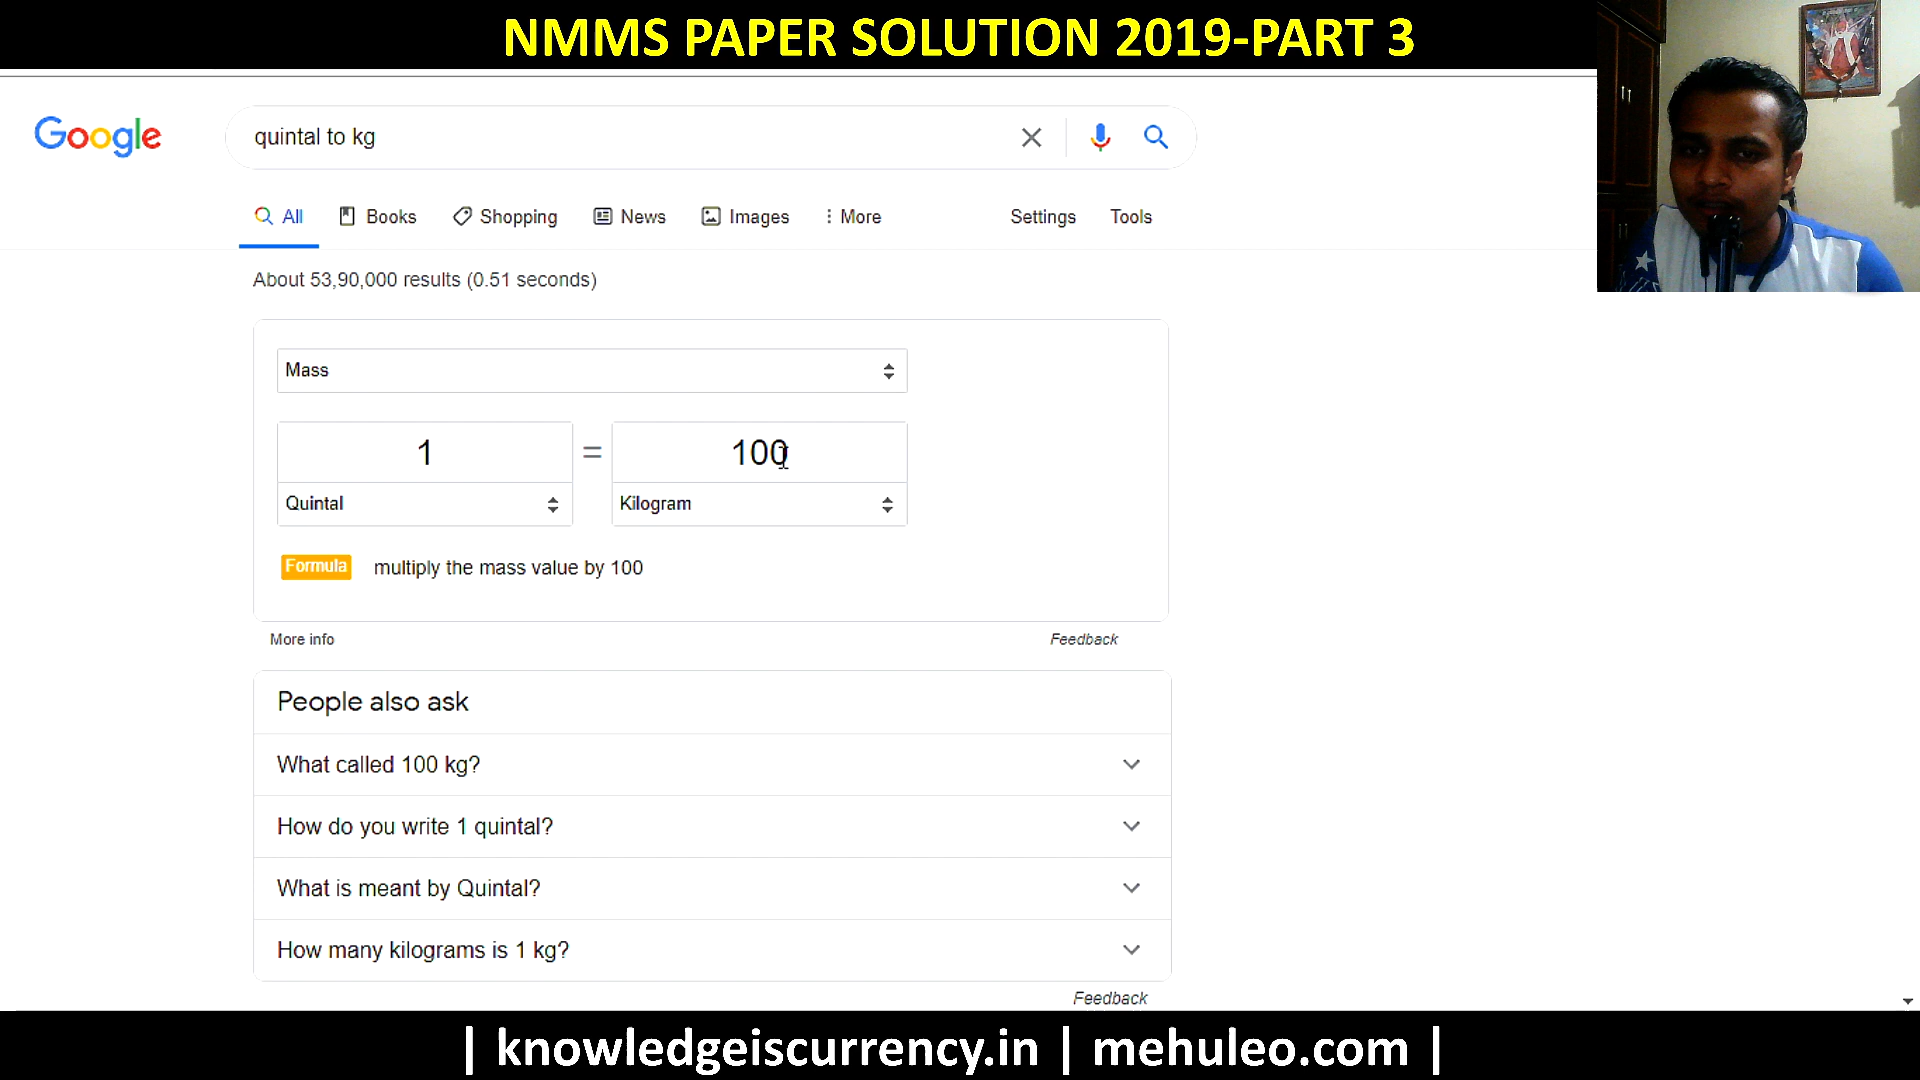 NMMS PAPER SOLUTION 2019-PART 3
Google
quintal to kg
All Books Shopping News Images More Settings Tools
About 53,90,000 results (0.51 seconds)
Mass
1 = 100
Quintal Kilogram
Formula multiply the mass value by 100
More info Feedback
People also ask
What called 100 kg?
How do you write 1 quintal?
What is meant by Quintal?
How many kilograms is 1 kg?
Feedback
| knowledgeiscurrency.in | mehuleo.com |